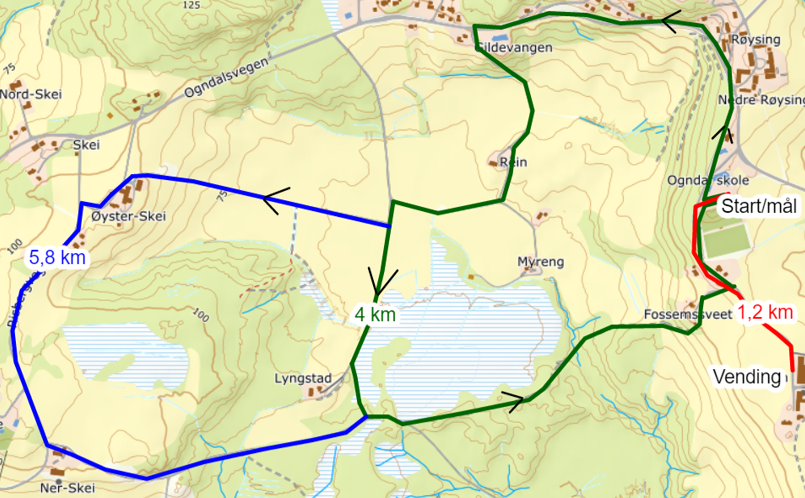 125
Røysing
Fildevangen
75
Ogndalsvegen
Nord-Skei
Nedre Røysing
Skei
Rein
Ogndal skole
75
Start/mål
Øyster-Skei
100
5,8 km
Myreng
100
4 km
Fossemsveet
1,2 km
Lyngstad
Vending
Ner-Skei